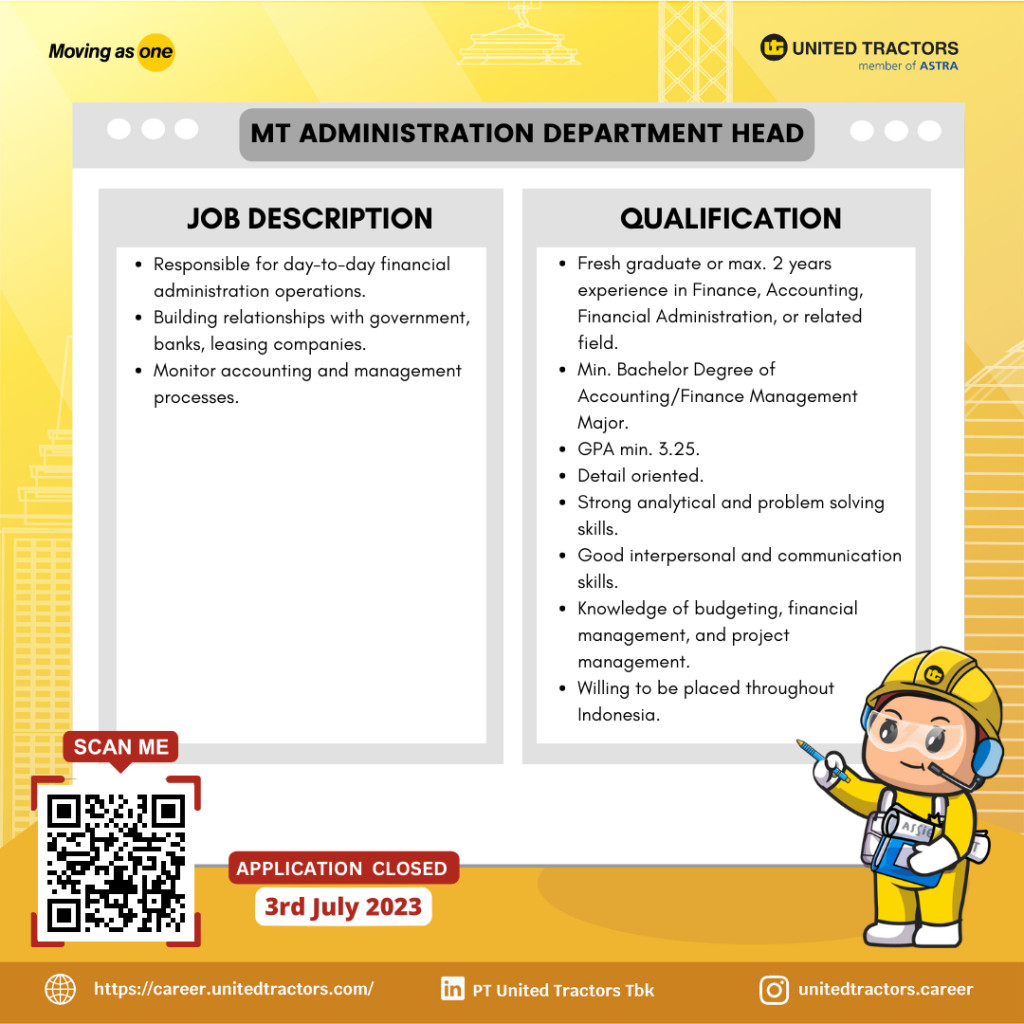 Moving as one
UNITED TRACTORS
member of ASTRA
MT ADMINISTRATION DEPARTMENT HEAD
JOB DESCRIPTION
• Responsible for day-to-day financial
administration operations.
• Building relationships with government,
banks, leasing companies.
• Monitor accounting and management
processes.
QUALIFICATION
• Fresh graduate or max. 2 years
experience in Finance, Accounting,
Financial Administration, or related
field.
• Min. Bachelor Degree of
Accounting/Finance Management
Major.
• GPA min. 3.25.
• Detail oriented.
• Strong analytical and problem solving
skills.
• Good interpersonal and communication
skills.
• Knowledge of budgeting, financial
management, and project
management.
• Willing to be placed throughout
Indonesia.
SCAN ME
APPLICATION CLOSED
3rd July 2023
https://career.unitedtractors.com/
in PT United Tractors Tbk
unitedtractors.career